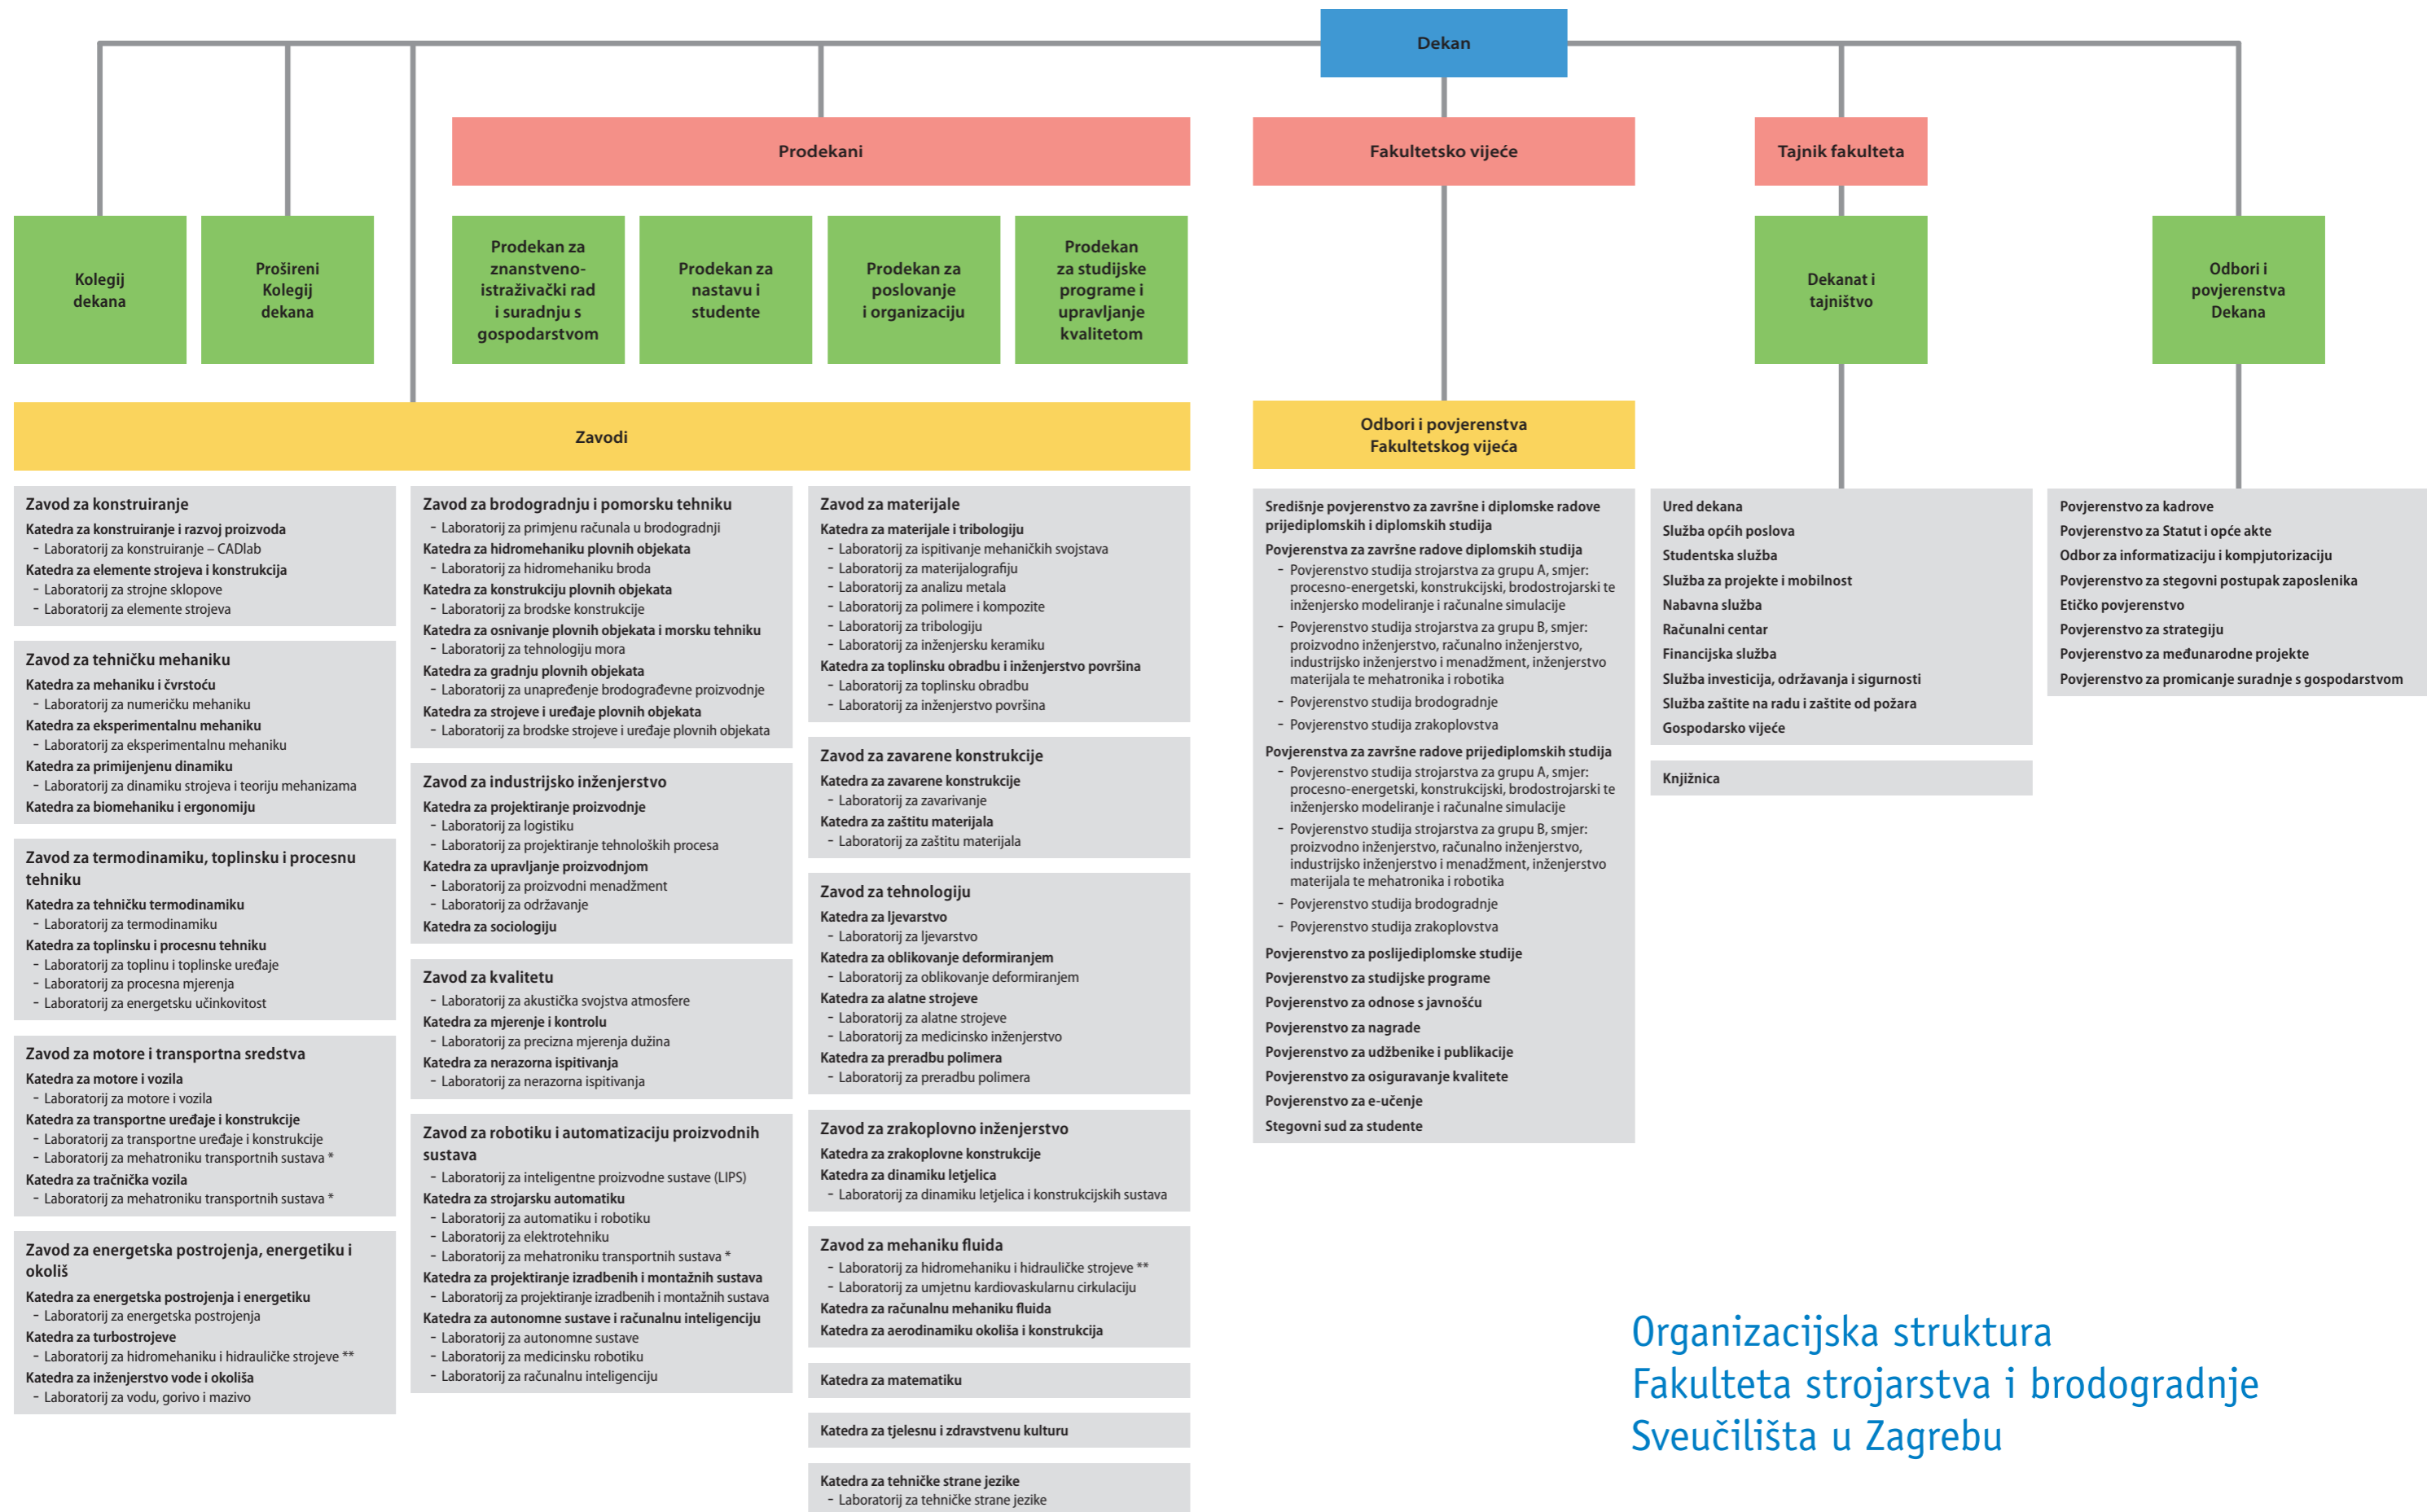 Dekan
Prodekani
Fakultetsko vijeće
Tajnik fakulteta
Kolegij
dekana
Prošireni
Kolegij
dekana
Prodekan za
znanstveno-
istraživački rad
i suradnju s
gospodarstvom
Prodekan za
nastavu i
studente
Prodekan za
poslovanje
i organizaciju
Prodekan
za studijske
programe i
upravljanje
kvalitetom
Dekanat i
tajništvo
Odbori i
povjerenstva
Dekana
Zavodi
Odbori i povjerenstva
Fakultetskog vijeća
Zavod za konstruiranje
Katedra za konstruiranje i razvoj proizvoda
- Laboratorij za konstruiranje – CADlab
Katedra za elemente strojeva i konstrukcija
- Laboratorij za strojne sklopove
- Laboratorij za elemente strojeva
Zavod za tehničku mehaniku
Katedra za mehaniku i čvrstoću
- Laboratorij za numeričku mehaniku
Katedra za eksperimentalnu mehaniku
- Laboratorij za eksperimentalnu mehaniku
Katedra za primijenjenu dinamiku
- Laboratorij za dinamiku strojeva i teoriju mehanizama
Katedra za biomehaniku i ergonomiju
Zavod za termodinamiku, toplinsku i procesnu
tehniku
Katedra za tehničku termodinamiku
- Laboratorij za termodinamiku
Katedra za toplinsku i procesnu tehniku
- Laboratorij za toplinu i toplinske uređaje
- Laboratorij za procesna mjerenja
- Laboratorij za energetsku učinkovitost
Zavod za motore i transportna sredstva
Katedra za motore i vozila
- Laboratorij za motore i vozila
Katedra za transportne uređaje i konstrukcije
- Laboratorij za transportne uređaje i konstrukcije
- Laboratorij za mehatroniku transportnih sustava *
Katedra za tračnička vozila
- Laboratorij za mehatroniku transportnih sustava *
Zavod za energetska postrojenja, energetiku i
okoliš
Katedra za energetska postrojenja i energetiku
- Laboratorij za energetska postrojenja
Katedra za turbostrojeve
- Laboratorij za hidromehaniku i hidrauličke strojeve **
Katedra za inženjerstvo vode i okoliša
- Laboratorij za vodu, gorivo i mazivo
Zavod za brodogradnju i pomorsku tehniku
- Laboratorij za primjenu računala u brodogradnji
Katedra za hidromehaniku plovnih objekata
- Laboratorij za hidromehaniku broda
Katedra za konstrukciju plovnih objekata
- Laboratorij za brodske konstrukcije
Katedra za osnivanje plovnih objekata i morsku tehniku
- Laboratorij za tehnologiju mora
Katedra za gradnju plovnih objekata
- Laboratorij za unapređenje brodograđevne proizvodnje
Katedra za strojeve i uređaje plovnih objekata
- Laboratorij za brodske strojeve i uređaje plovnih objekata
Zavod za industrijsko inženjerstvo
Katedra za projektiranje proizvodnje
- Laboratorij za logistiku
- Laboratorij za projektiranje tehnoloških procesa
Katedra za upravljanje proizvodnjom
- Laboratorij za proizvodni menadžment
- Laboratorij za održavanje
Katedra za sociologiju
Zavod za kvalitetu
- Laboratorij za akustička svojstva atmosfere
Katedra za mjerenje i kontrolu
- Laboratorij za precizna mjerenja dužina
Katedra za nerazorna ispitivanja
- Laboratorij za nerazorna ispitivanja
Zavod za robotiku i automatizaciju proizvodnih
sustava
- Laboratorij za inteligentne proizvodne sustave (LIPS)
Katedra za strojarsku automatiku
- Laboratorij za automatiku i robotiku
- Laboratorij za elektrotehniku
- Laboratorij za mehatroniku transportnih sustava *
Katedra za projektiranje izradbenih i montažnih sustava
- Laboratorij za projektiranje izradbenih i montažnih sustava
Katedra za autonomne sustave i računalnu inteligenciju
- Laboratorij za autonomne sustave
- Laboratorij za medicinsku robotiku
- Laboratorij za računalnu inteligenciju
Zavod za materijale
Katedra za materijale i tribologiju
- Laboratorij za ispitivanje mehaničkih svojstava
- Laboratorij za materijalografiju
- Laboratorij za analizu metala
- Laboratorij za polimere i kompozite
- Laboratorij za tribologiju
- Laboratorij za inženjersku keramiku
Katedra za toplinsku obradbu i inženjerstvo površina
- Laboratorij za toplinsku obradbu
- Laboratorij za inženjerstvo površina
Zavod za zavarene konstrukcije
Katedra za zavarene konstrukcije
- Laboratorij za zavarivanje
Katedra za zaštitu materijala
- Laboratorij za zaštitu materijala
Zavod za tehnologiju
Katedra za ljevarstvo
- Laboratorij za ljevarstvo
Katedra za oblikovanje deformiranjem
- Laboratorij za oblikovanje deformiranjem
Katedra za alatne strojeve
- Laboratorij za alatne strojeve
- Laboratorij za medicinsko inženjerstvo
Katedra za preradbu polimera
- Laboratorij za preradbu polimera
Zavod za zrakoplovno inženjerstvo
Katedra za zrakoplovne konstrukcije
Katedra za dinamiku letjelica
- Laboratorij za dinamiku letjelica i konstrukcijskih sustava
Zavod za mehaniku fluida
- Laboratorij za hidromehaniku i hidrauličke strojeve **
- Laboratorij za umjetnu kardiovaskularnu cirkulaciju
Katedra za računalnu mehaniku fluida
Katedra za aerodinamiku okoliša i konstrukcija
Katedra za matematiku
Katedra za tjelesnu i zdravstvenu kulturu
Katedra za tehničke strane jezike
- Laboratorij za tehničke strane jezike
Središnje povjerenstvo za završne i diplomske radove
prijediplomskih i diplomskih studija
Povjerenstva za završne radove diplomskih studija
- Povjerenstvo studija strojarstva za grupu A, smjer:
procesno-energetski, konstrukcijski, brodostrojarski te
inženjersko modeliranje i računalne simulacije
- Povjerenstvo studija strojarstva za grupu B, smjer:
proizvodno inženjerstvo, računalno inženjerstvo,
industrijsko inženjerstvo i menadžment, inženjerstvo
materijala te mehatronika i robotika
- Povjerenstvo studija brodogradnje
- Povjerenstvo studija zrakoplovstva
Povjerenstva za završne radove prijediplomskih studija
- Povjerenstvo studija strojarstva za grupu A, smjer:
procesno-energetski, konstrukcijski, brodostrojarski te
inženjersko modeliranje i računalne simulacije
- Povjerenstvo studija strojarstva za grupu B, smjer:
proizvodno inženjerstvo, računalno inženjerstvo,
industrijsko inženjerstvo i menadžment, inženjerstvo
materijala te mehatronika i robotika
- Povjerenstvo studija brodogradnje
- Povjerenstvo studija zrakoplovstva
Povjerenstvo za poslijediplomske studije
Povjerenstvo za studijske programe
Povjerenstvo za odnose s javnošću
Povjerenstvo za nagrade
Povjerenstvo za udžbenike i publikacije
Povjerenstvo za osiguravanje kvalitete
Povjerenstvo za e-učenje
Stegovni sud za studente
Ured dekana
Služba općih poslova
Studentska služba
Služba za projekte i mobilnost
Nabavna služba
Računalni centar
Financijska služba
Služba investicija, održavanja i sigurnosti
Služba zaštite na radu i zaštite od požara
Gospodarsko vijeće
Knjižnica
Povjerenstvo za kadrove
Povjerenstvo za Statut i opće akte
Odbor za informatizaciju i kompjutorizaciju
Povjerenstvo za stegovni postupak zaposlenika
Etičko povjerenstvo
Povjerenstvo za strategiju
Povjerenstvo za međunarodne projekte
Povjerenstvo za promicanje suradnje s gospodarstvom
Organizacijska struktura
Fakulteta strojarstva i brodogradnje
Sveučilišta u Zagrebu